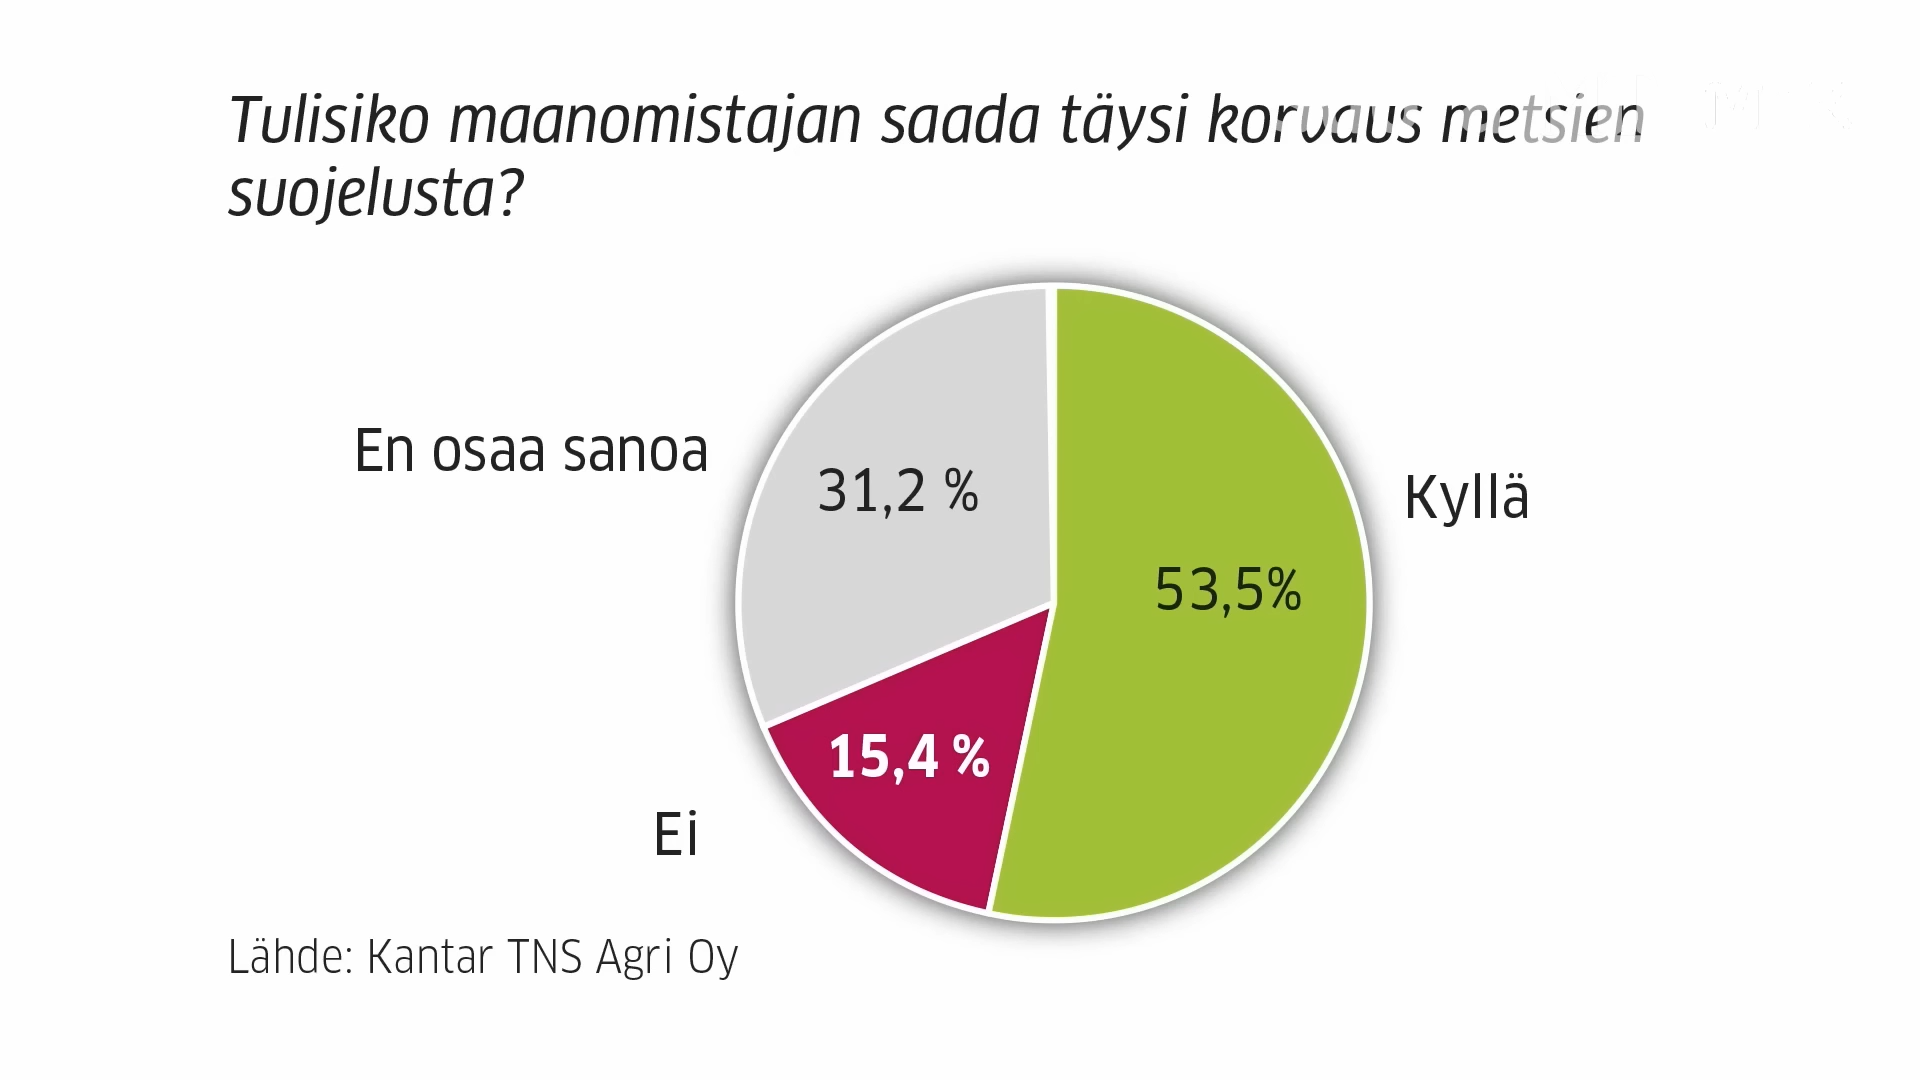 Tulisiko maanomistajan saada täysi korvaus metsien
suojelusta?
En osaa sanoa
31,2 %
Kyllä
53,5%
15,4 %
Ei
Lähde: Kantar TNS Agri Oy